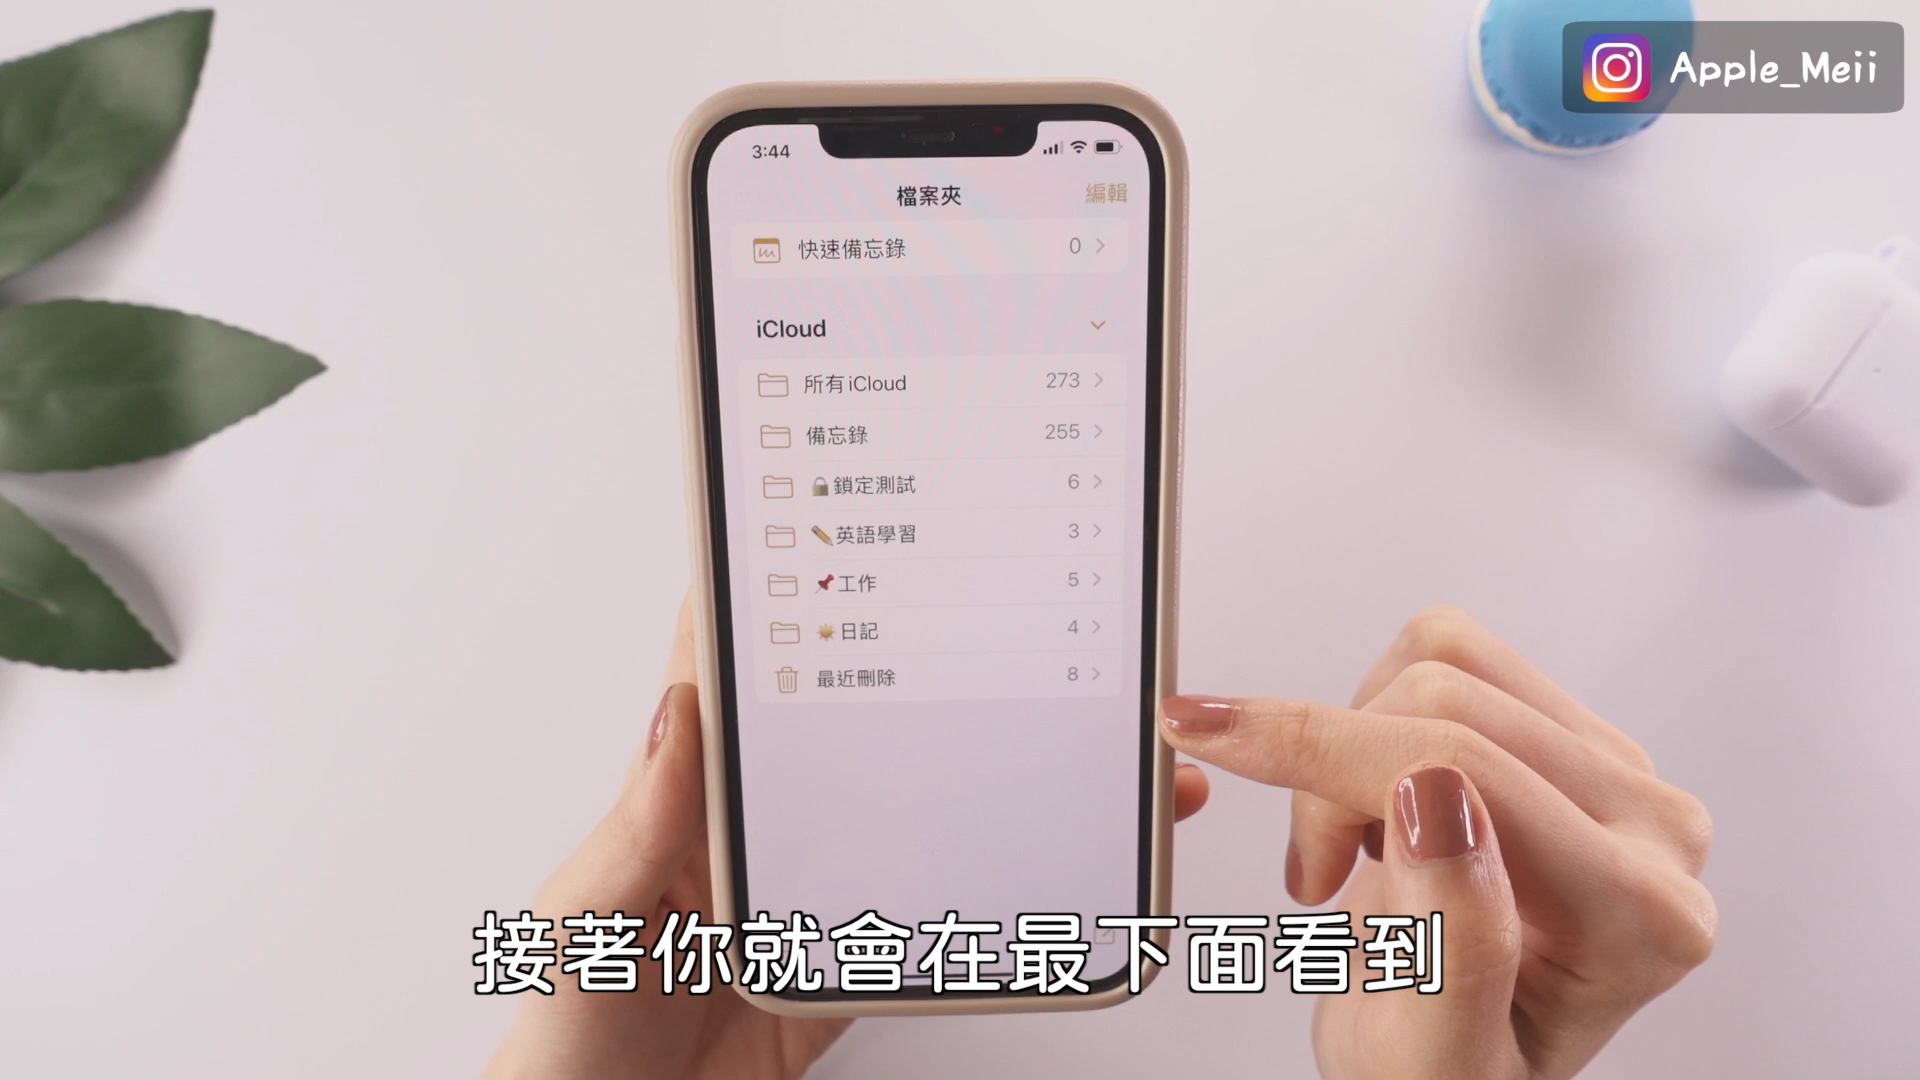 Apple_Meii
3:44
檔案夾
編輯
快速備忘錄
0
iCloud
所有 iCloud
273
備忘錄
255
🔒鎖定測試
6
✏️英語學習
3
📌工作
5
☀️日記
4
最近刪除
8
接著你就會在最下面看到